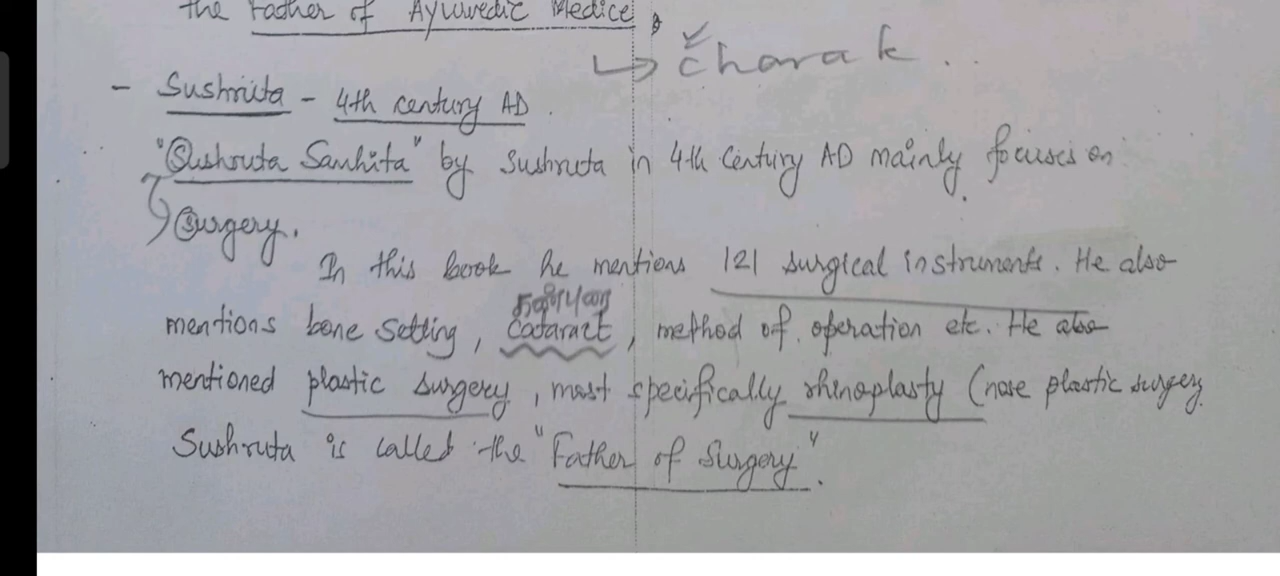 the Father of Ayuvedic Medice,
↳ Charak..
- Sushruta - 4th century AD.
"Sushruta Samhita" by Sushruta in 4th Century AD mainly focuses on
Surgery.
In this book he mentions 121 surgical instruments. He also
mentions bone setting, Cataract, method of operation etc. He also
mentioned plastic surgery, most specifically rhinoplasty (nose plastic surgery
Sushruta is called the "Father of Surgery".